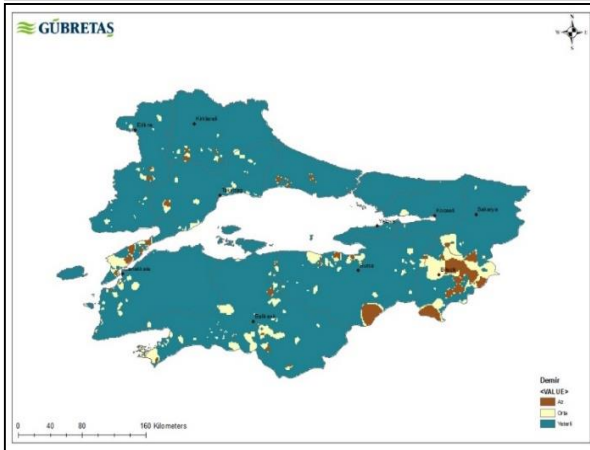 GÜBRETAŞ
N
W
E
S
Edirne
Kırklareli
Tekirdağ
Kocaeli
Sakarya
Çanakkale
Bursa
Bilecik
Balıkesir
Demir
<VALUE>
Az
Orta
Yeterli
0 40 80 160 Kilometers